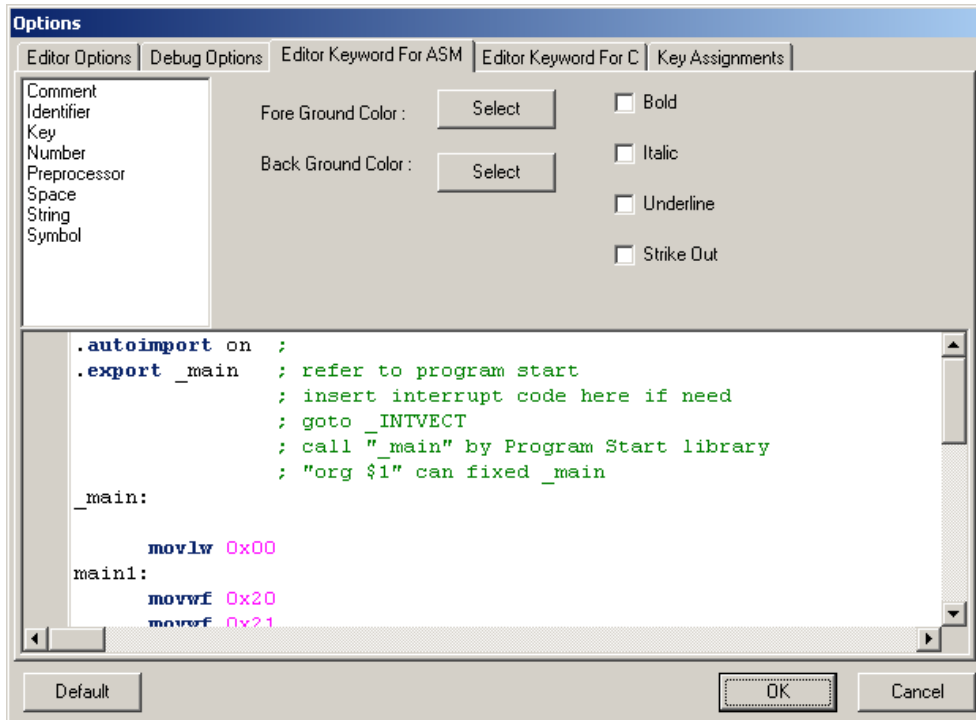 Options
Editor Options Debug Options Editor Keyword For ASM Editor Keyword For C Key Assignments
Comment
Identifier
Key
Number
Preprocessor
Space
String
Symbol
Fore Ground Color : Select
Back Ground Color : Select
Bold
Italic
Underline
Strike Out
.autoimport on ;
.export _main ; refer to program start
; insert interrupt code here if need
; goto _INTVECT
; call "_main" by Program Start library
; "org $1" can fixed _main
_main:
movlw 0x00
main1:
movwf 0x20
movwf 0x21
Default OK Cancel